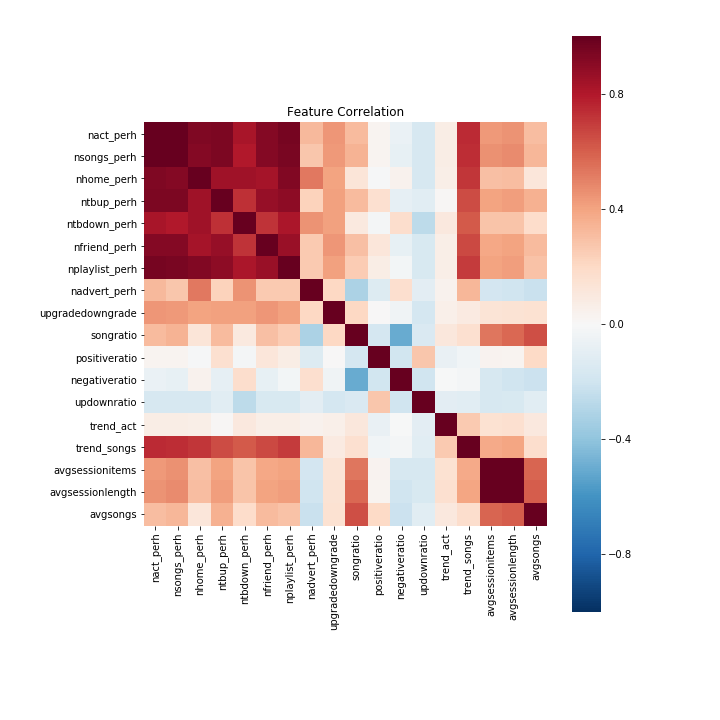 Feature Correlation
nact_perh
nsongs_perh
nhome_perh
ntbup_perh
ntbdown_perh
nfriend_perh
nplaylist_perh
nadvert_perh
upgradedowngrade
songratio
positiveratio
negativeratio
updownratio
trend_act
trend_songs
avgsessionitems
avgsessionlength
avgsongs
nact_perh
nsongs_perh
nhome_perh
ntbup_perh
ntbdown_perh
nfriend_perh
nplaylist_perh
nadvert_perh
upgradedowngrade
songratio
positiveratio
negativeratio
updownratio
trend_act
trend_songs
avgsessionitems
avgsessionlength
avgsongs
0.8
0.4
0.0
−0.4
−0.8